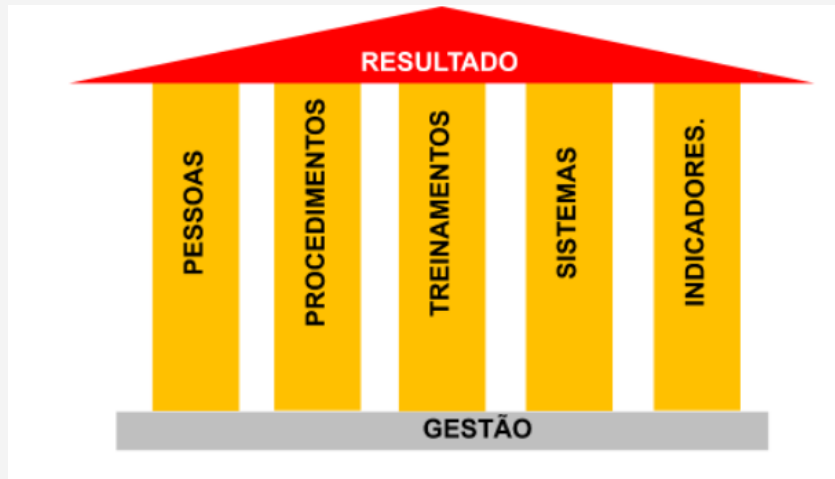 RESULTADO
PESSOAS
PROCEDIMENTOS
TREINAMENTOS
SISTEMAS
INDICADORES.
GESTÃO